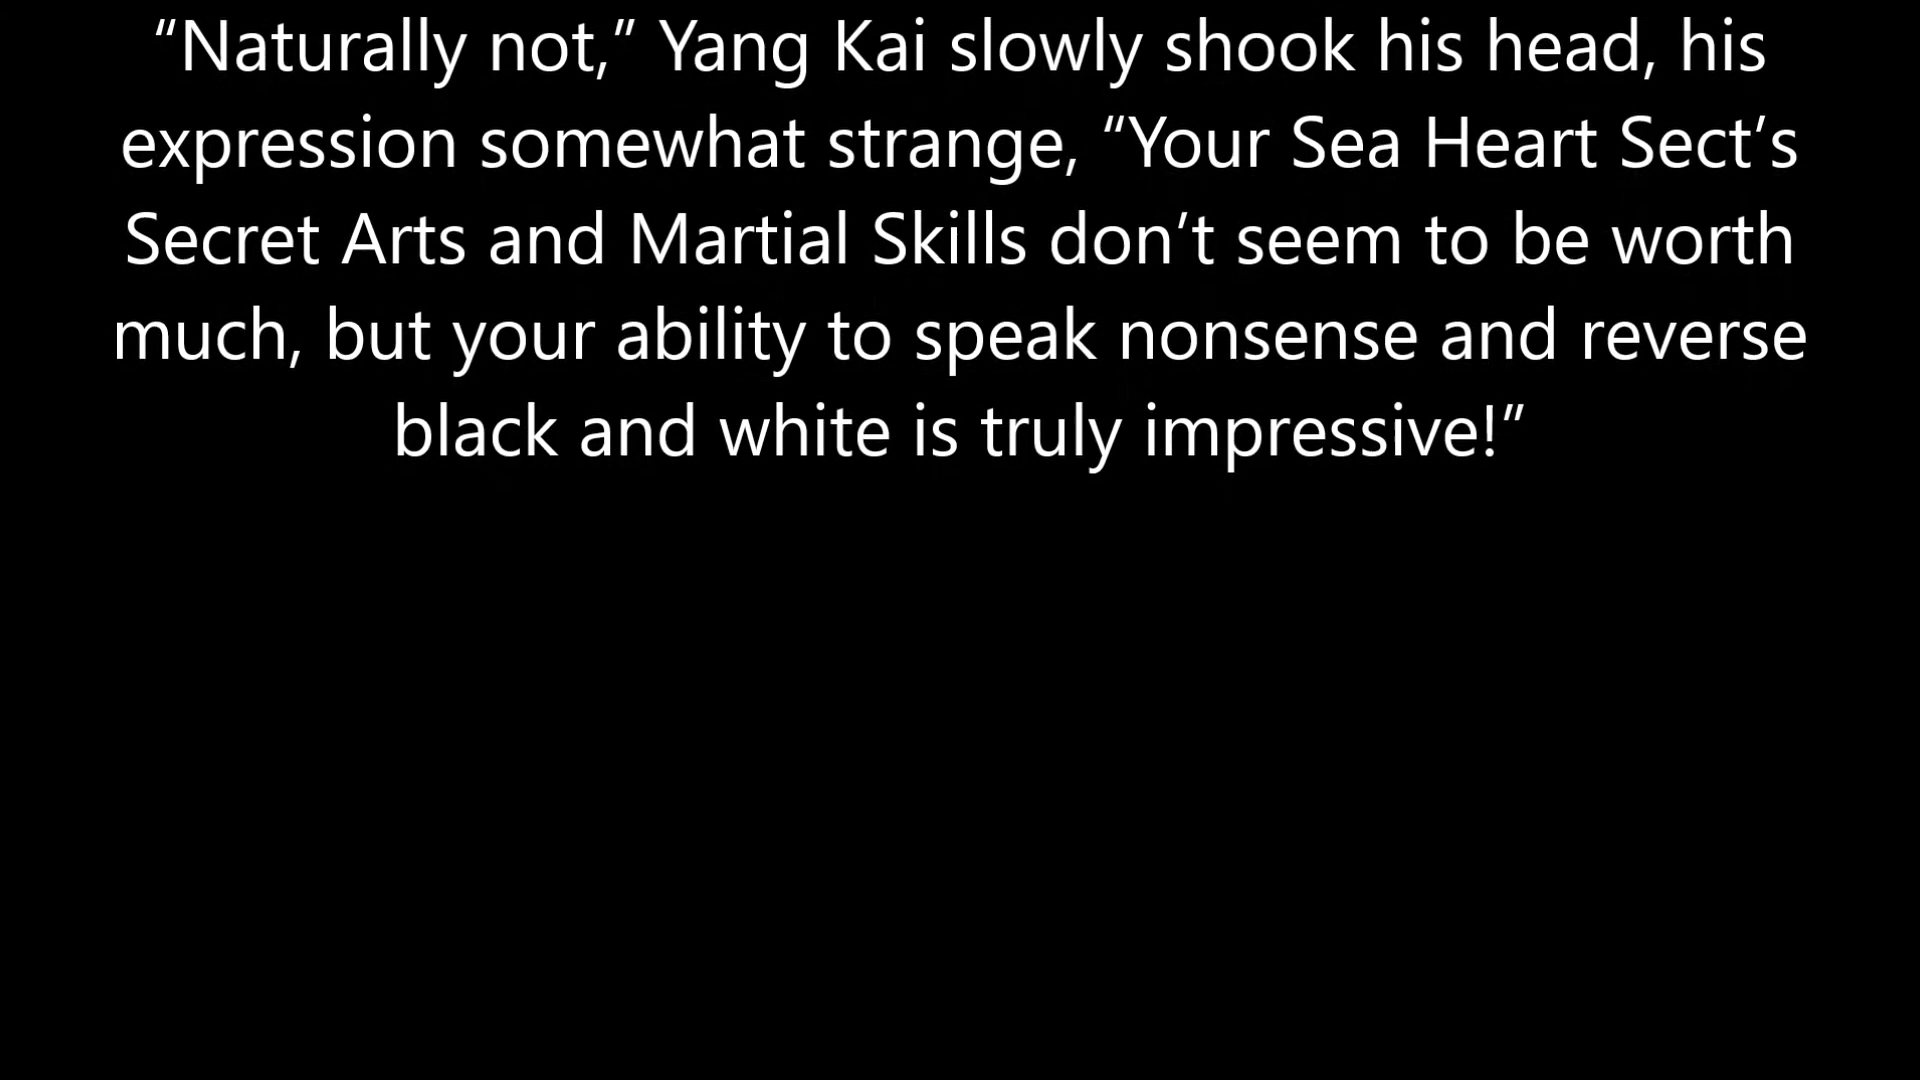 “Naturally not,” Yang Kai slowly shook his head, his
expression somewhat strange, “Your Sea Heart Sect’s
Secret Arts and Martial Skills don’t seem to be worth
much, but your ability to speak nonsense and reverse
black and white is truly impressive!”